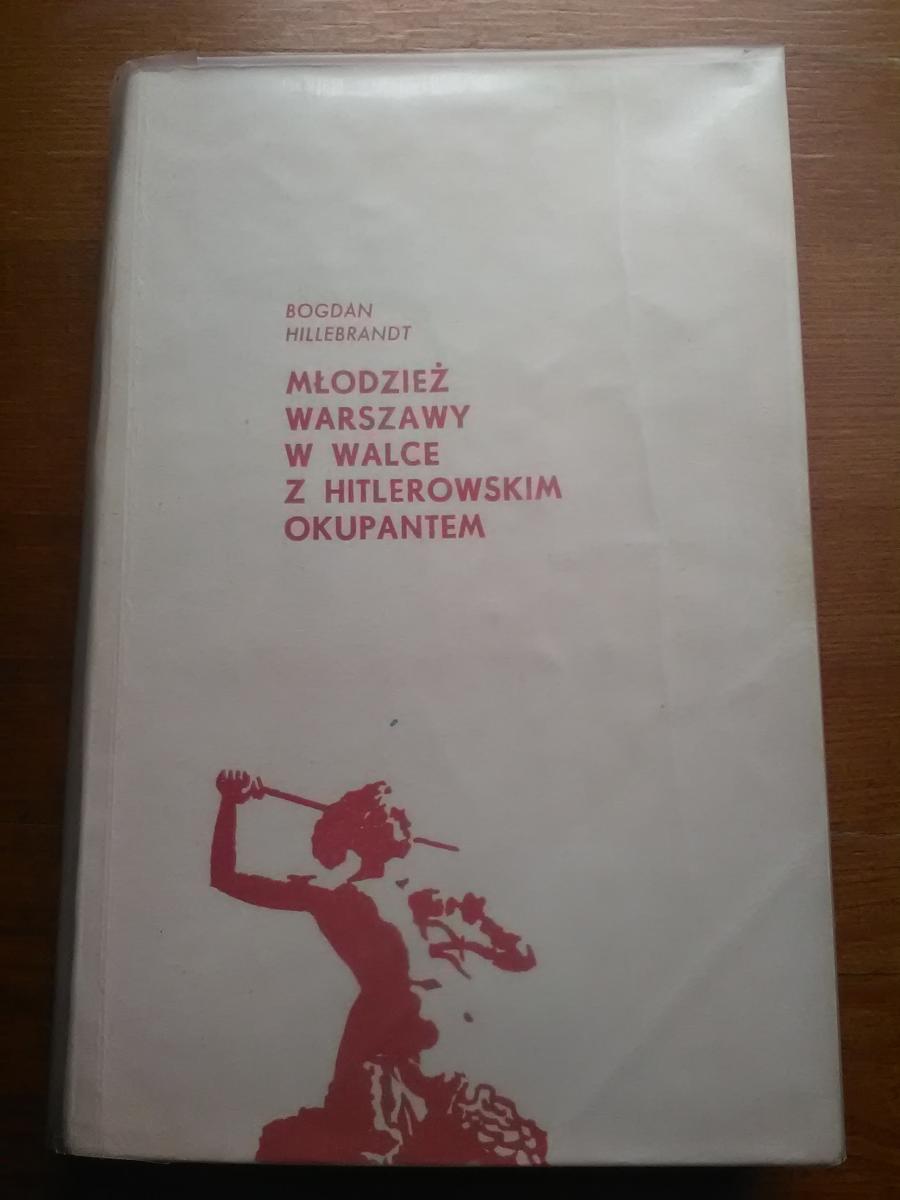 BOGDAN
HILLEBRANDT
MŁODZIEŻ
WARSZAWY
W WALCE
Z HITLEROWSKIM
OKUPANTEM